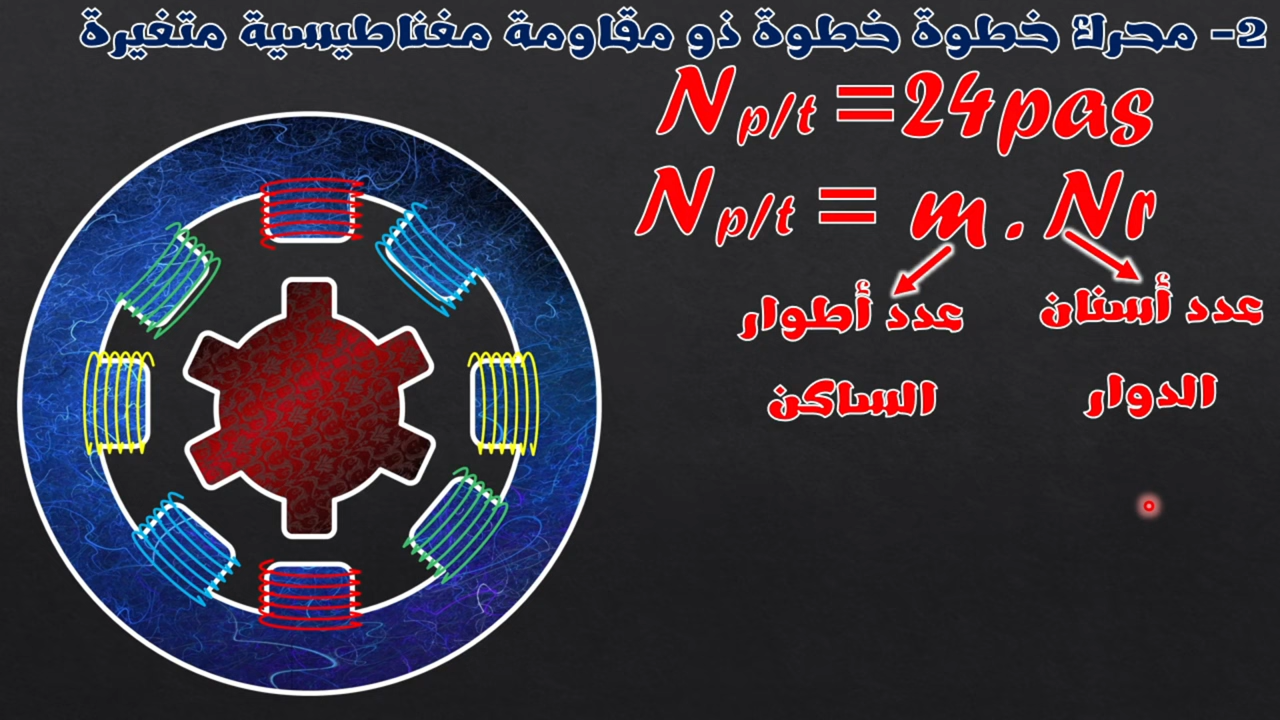 2- محرك خطوة خطوة ذو مقاومة مغناطيسية متغيرة
Np/t =24pas
Np/t = m . Nr
عدد أطوار الساكن
عدد أسنان الدوار